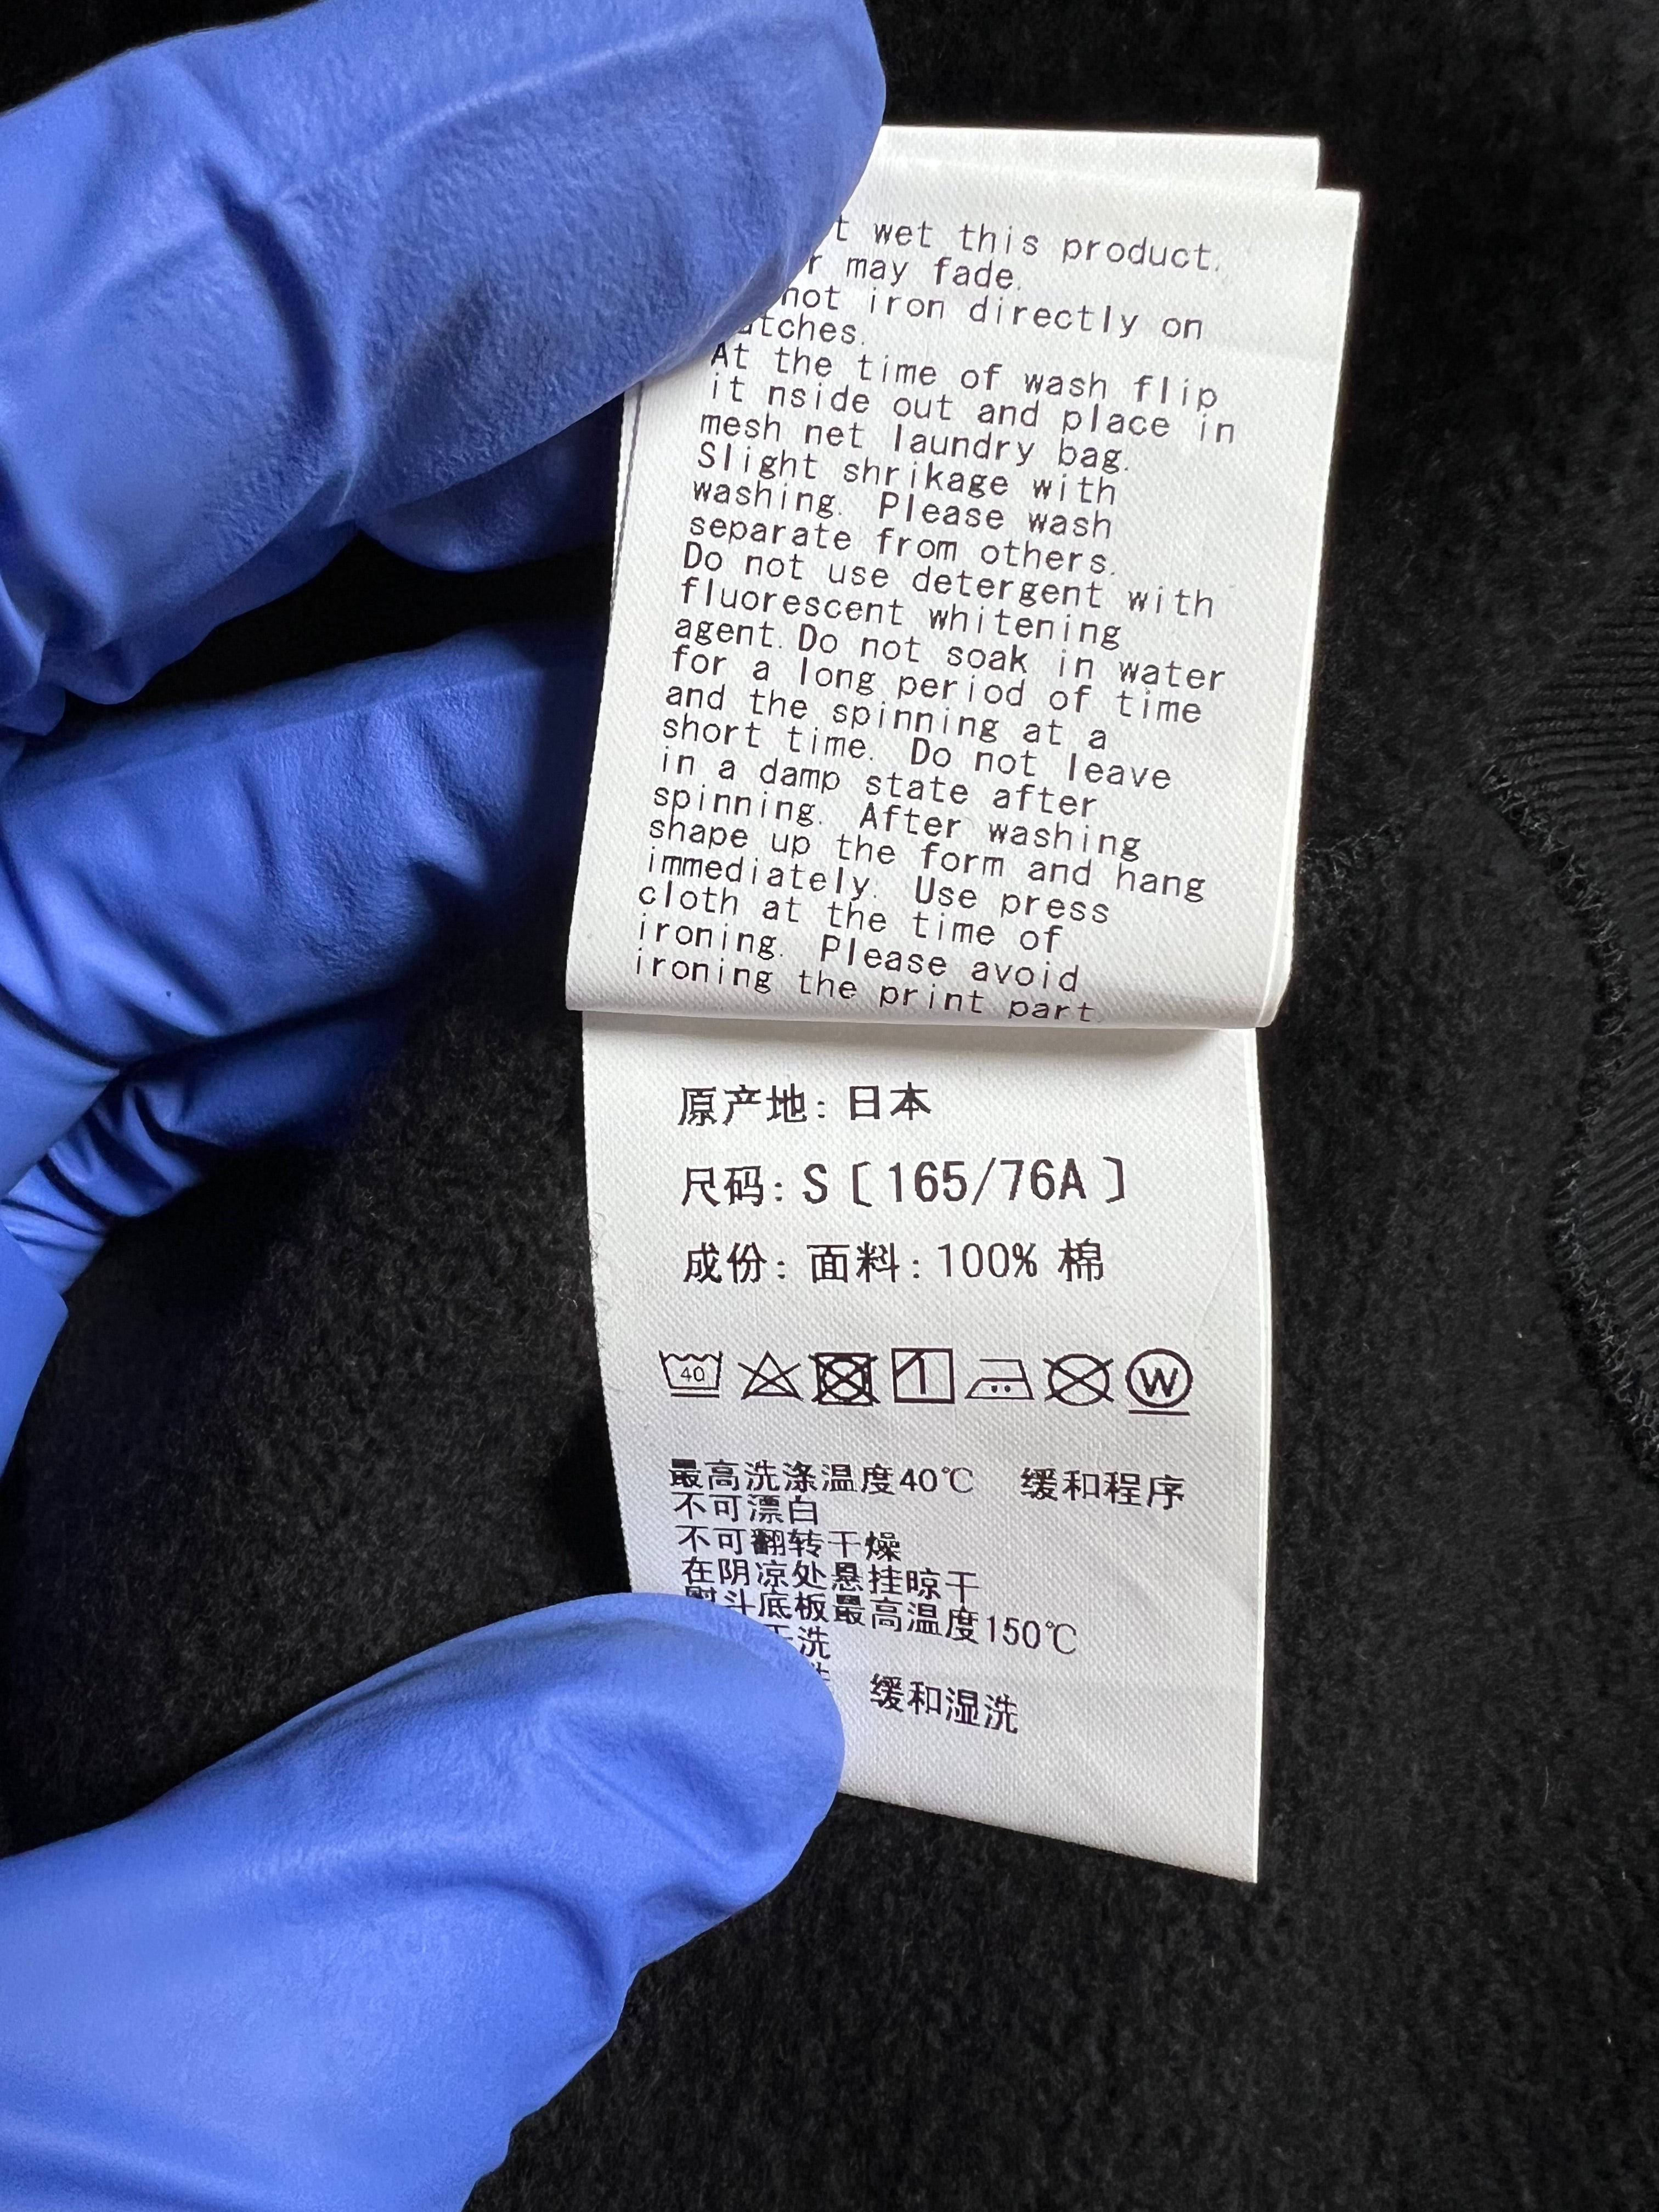 wet this product.
may fade.
not iron directly on
At the time of wash flip
it nside out and place in
mesh net laundry bag.
Slight shrikage with
washing. Please wash
separate from others.
Do not use detergent with
fluorescent whitening
agent. Do not soak in water
for a long period of time
and the spinning at a
short time. Do not leave
in a damp state after
spinning. After washing
shape up the form and hang
immediately. Use press
cloth at the time of
ironing. Please avoid
ironing the print part.
原产地: 日本
尺码: S〔165/76A〕
成份: 面料: 100% 棉
40 1 W
最高洗涤温度40℃ 缓和程序
不可漂白
不可翻转干燥
在阴凉处悬挂晾干
熨斗底板最高温度150℃
干洗
缓和湿洗